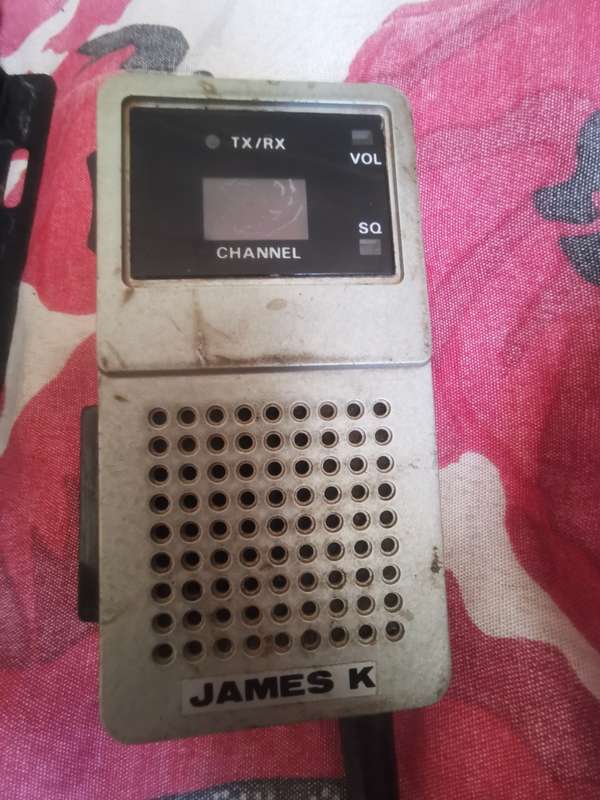 TX/RX
VOL
SQ
CHANNEL
JAMES K